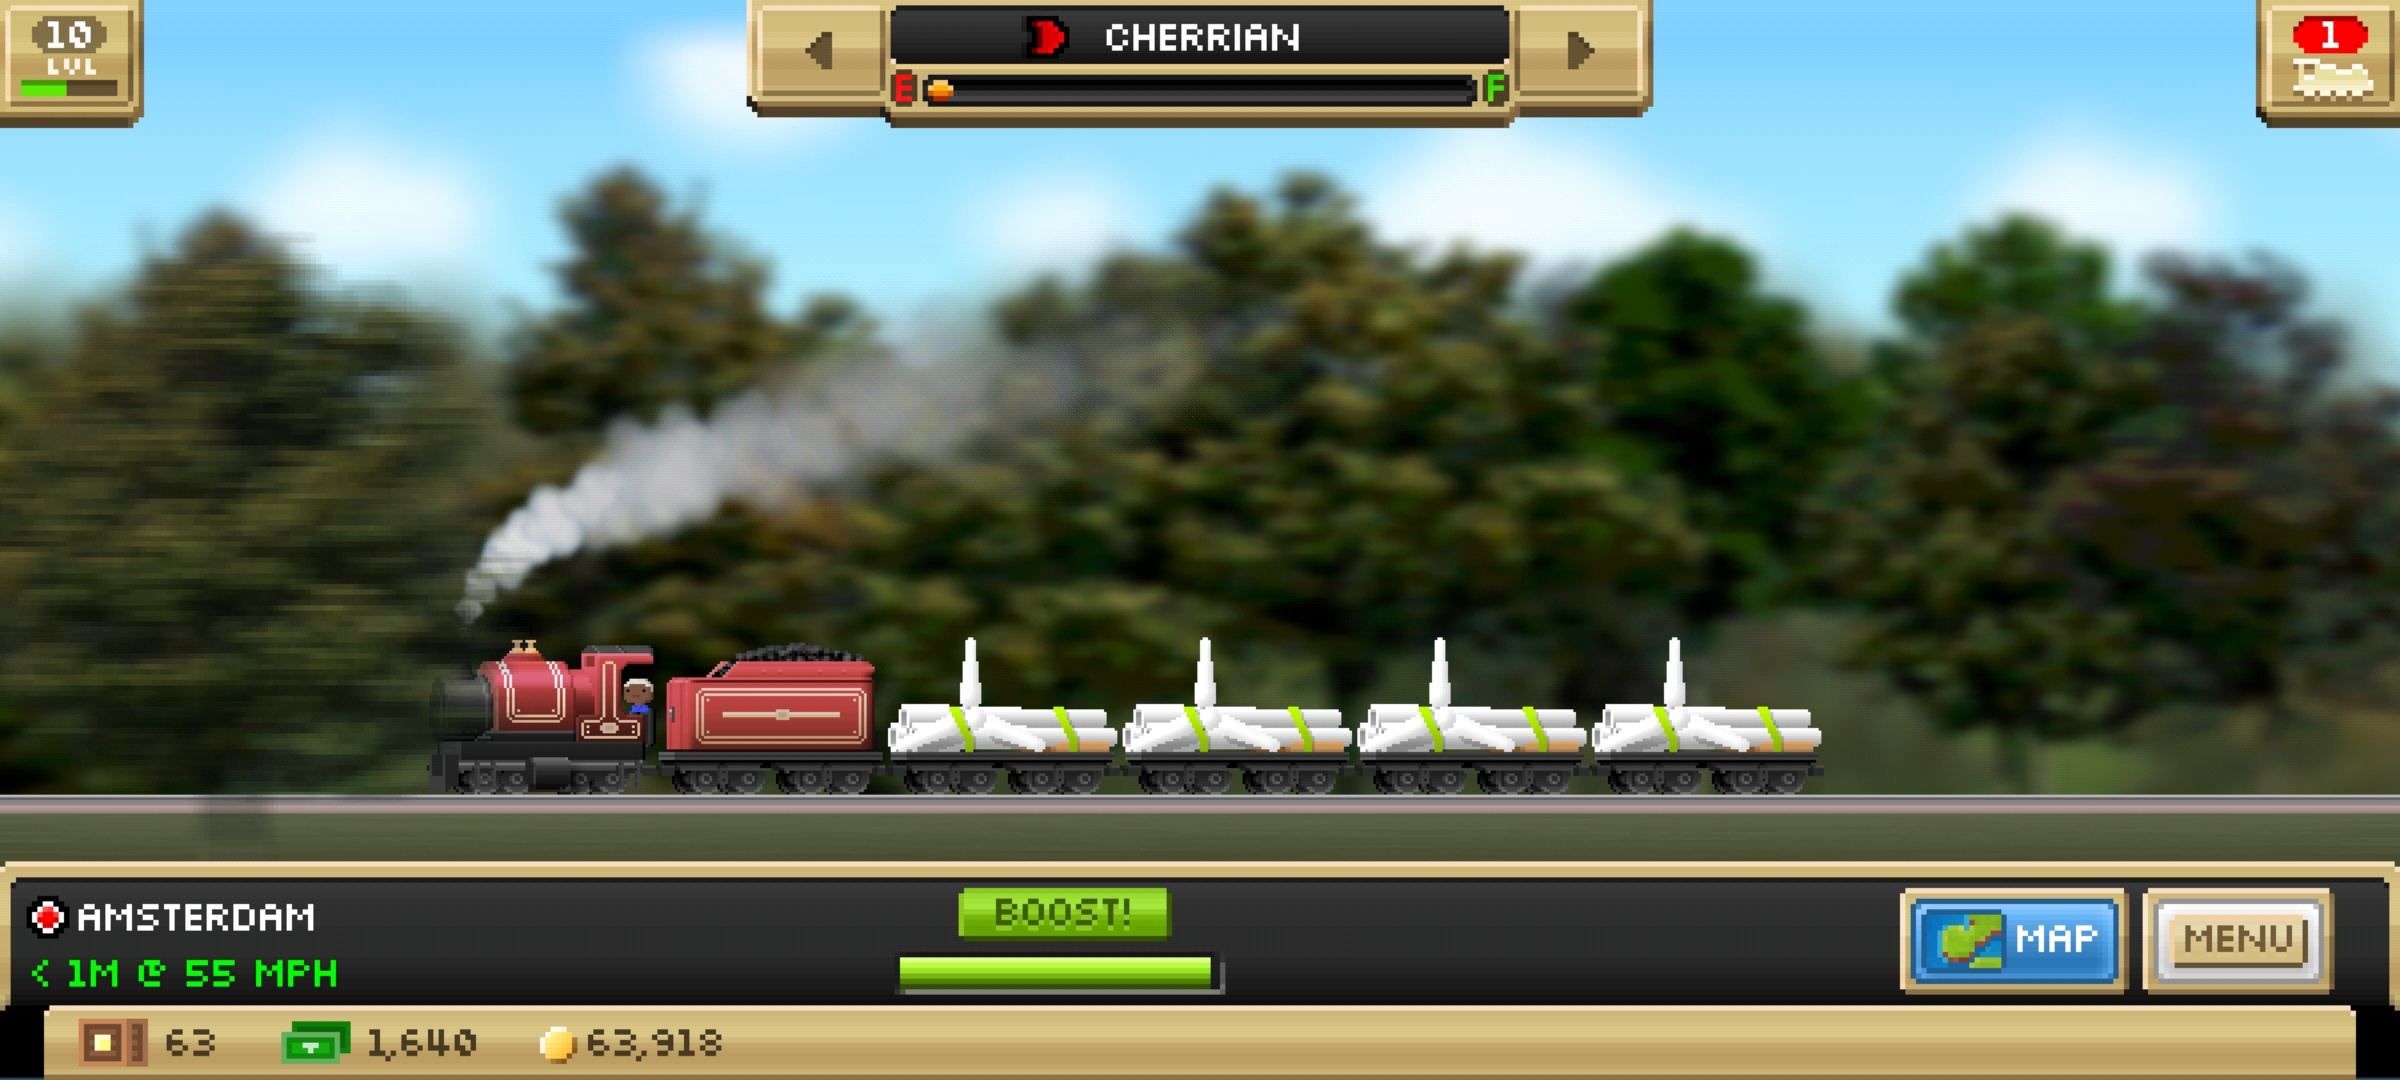 10
LVL
CHERRIAN
E F
1
AMSTERDAM
< 1M @ 55 MPH
BOOST!
MAP
MENU
63
1,640
63,918